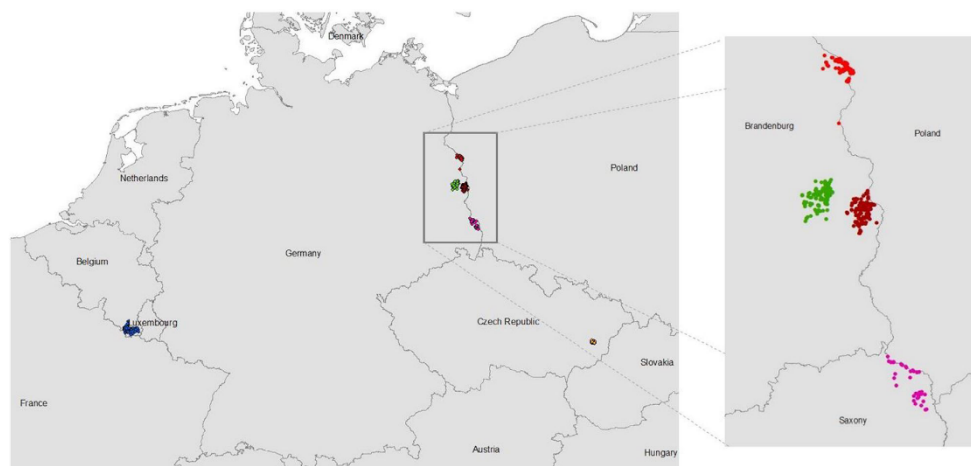 Denmark
Brandenburg
Poland
Netherlands
Poland
Belgium
Germany
Luxembourg
Czech Republic
Slovakia
France
Saxony
Austria
Hungary